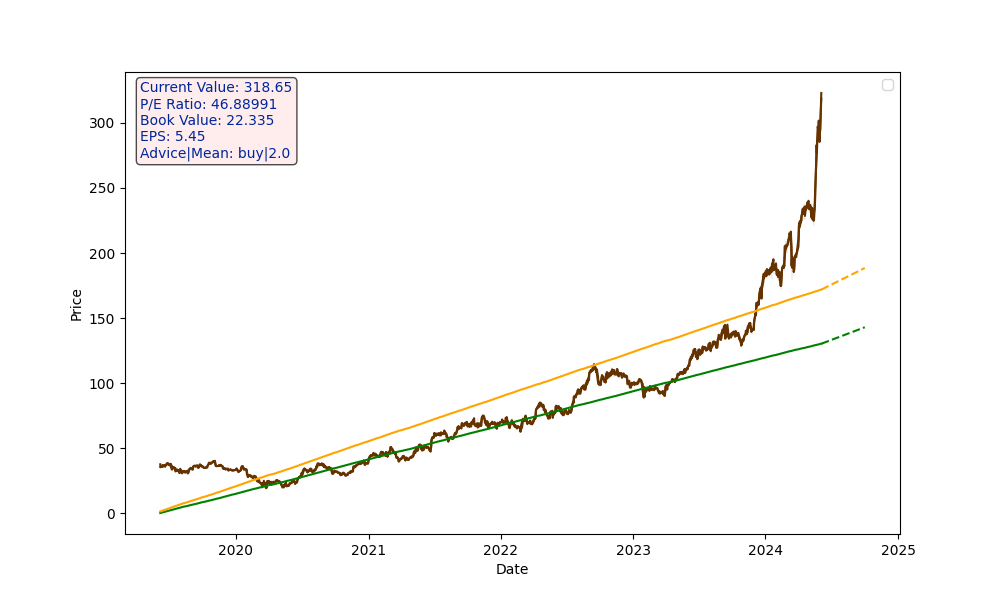 Current Value: 318.65
P/E Ratio: 46.88991
Book Value: 22.335
EPS: 5.45
Advice|Mean: buy|2.0
300
250
200
150
100
50
0
Price
2020 2021 2022 2023 2024 2025
Date